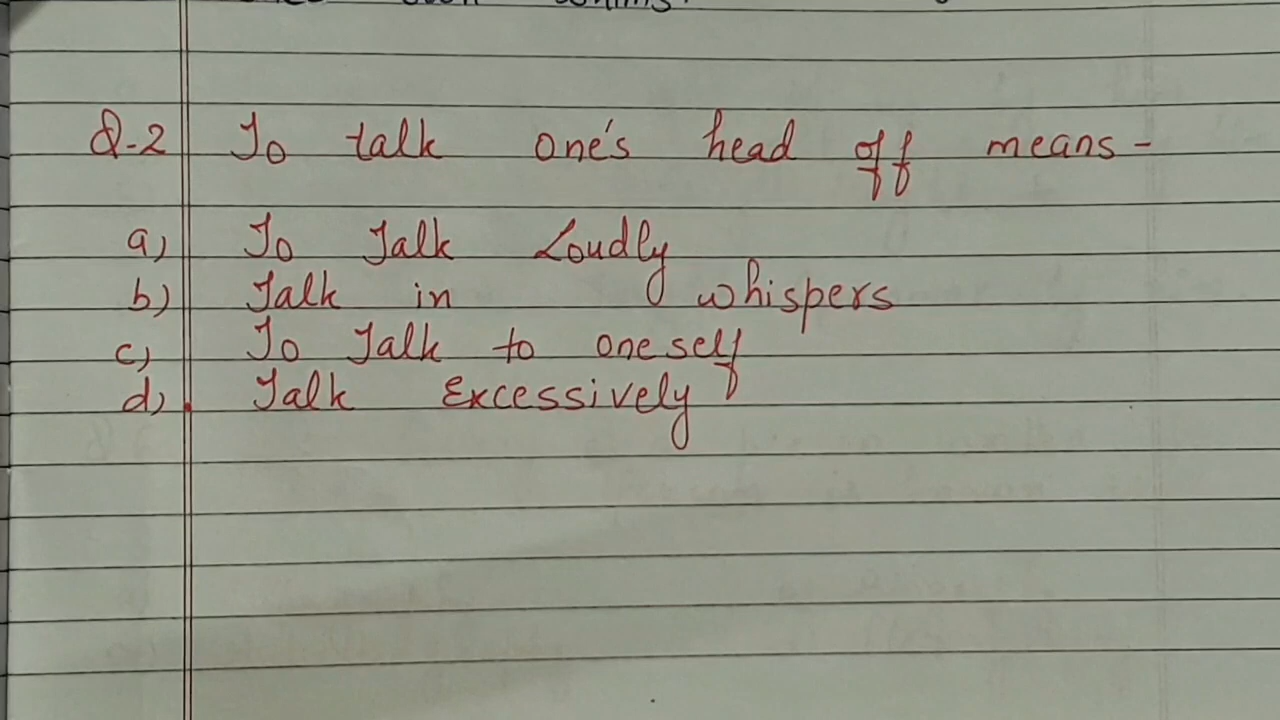 Q-2 To talk one's head off means-
a) To Talk Loudly
b) Talk in whispers
c) To Talk to oneself
d) Talk Excessively